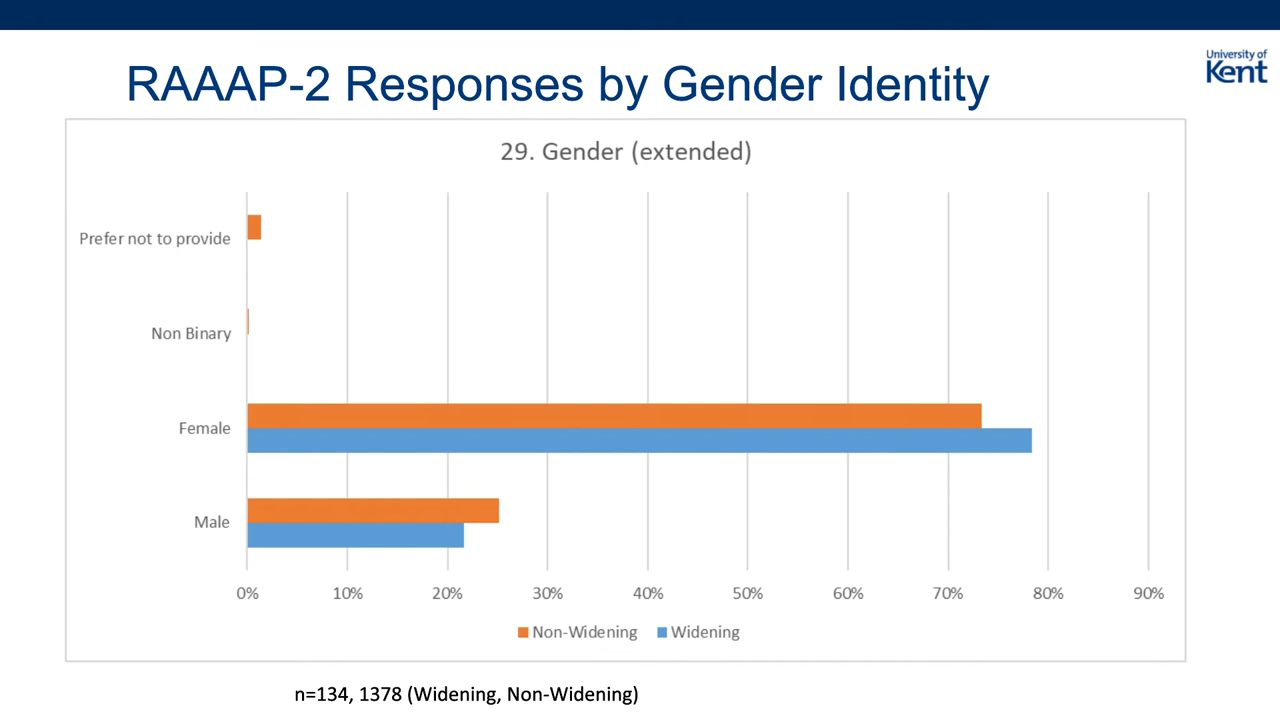 RAAAP-2 Responses by Gender Identity
University of
Kent
29. Gender (extended)
Prefer not to provide
Non Binary
Female
Male
0% 10% 20% 30% 40% 50% 60% 70% 80% 90%
Non-Widening Widening
n=134, 1378 (Widening, Non-Widening)